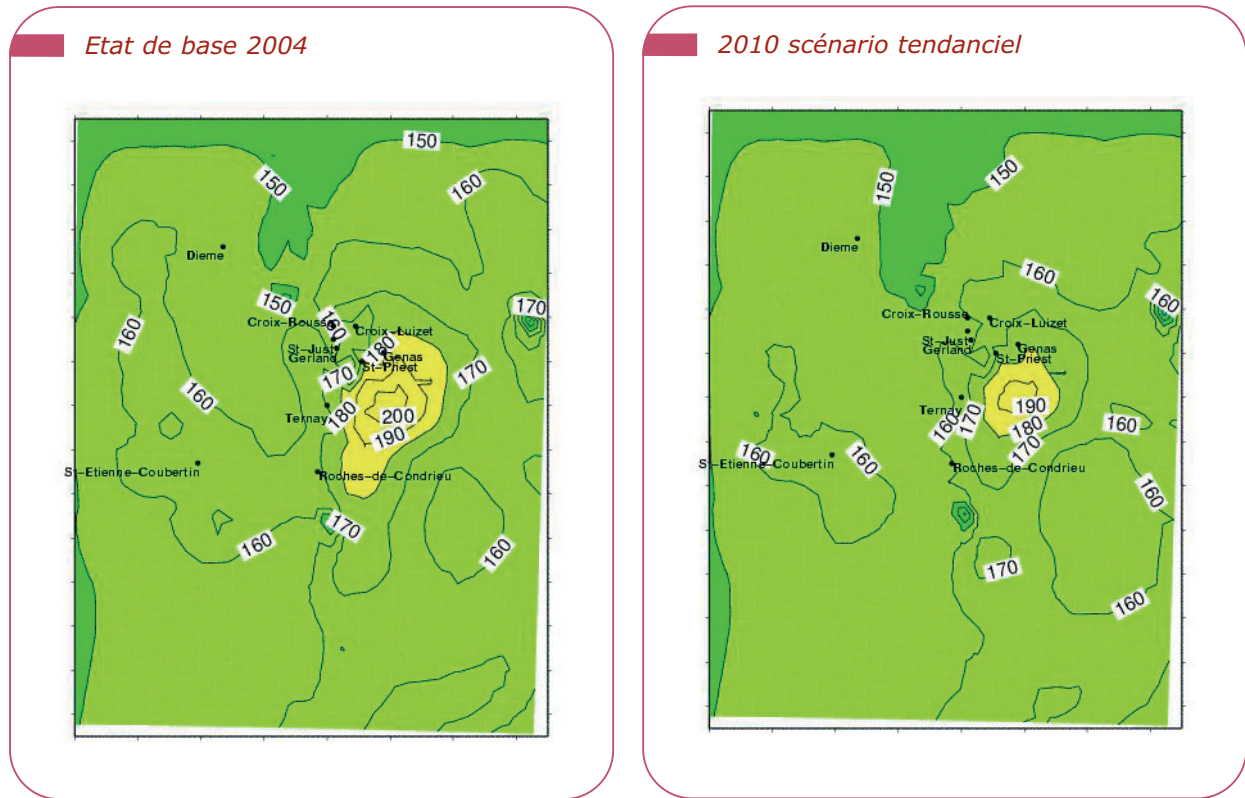 Etat de base 2004
150
150
160
Dieme
170
150
160
Croix-Rousse
160
Croix-Luizet
St-Just
180
Genas
Gerland
St-Priest
170
170
160
Ternay
180
200
190
St-Etienne-Coubertin
Roches-de-Condrieu
170
160
160
2010 scénario tendanciel
150
150
Dieme
160
160
Croix-Rousse
Croix-Luizet
St-Just
Genas
Gerland
St-Priest
190
Ternay
170
160
180
160
170
160
160
St-Etienne-Coubertin
Roches-de-Condrieu
160
170
160